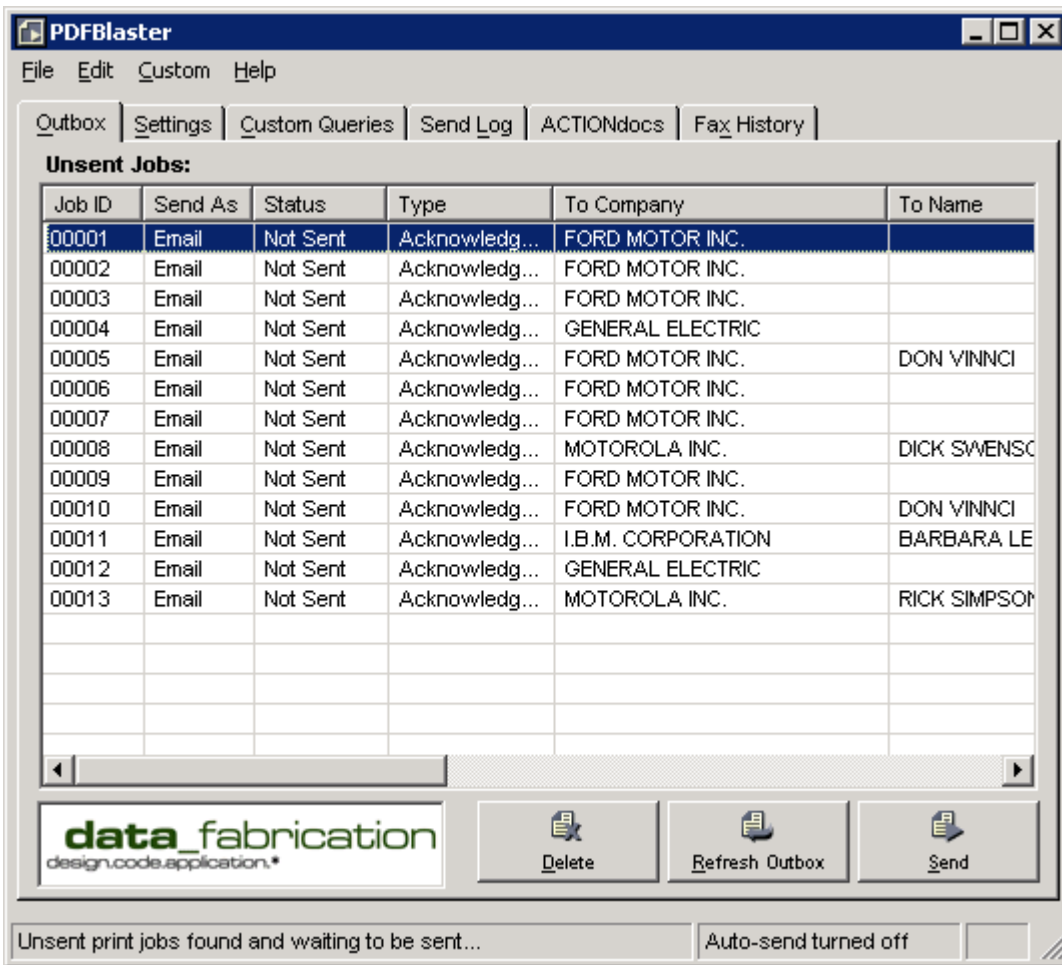 PDFBlaster
File Edit Custom Help
Outbox Settings Custom Queries Send Log ACTIONdocs Fax History
Unsent Jobs:
Job ID Send As Status Type To Company To Name
00001 Email Not Sent Acknowledg... FORD MOTOR INC.
00002 Email Not Sent Acknowledg... FORD MOTOR INC.
00003 Email Not Sent Acknowledg... FORD MOTOR INC.
00004 Email Not Sent Acknowledg... GENERAL ELECTRIC
00005 Email Not Sent Acknowledg... FORD MOTOR INC. DON VINNCI
00006 Email Not Sent Acknowledg... FORD MOTOR INC.
00007 Email Not Sent Acknowledg... FORD MOTOR INC.
00008 Email Not Sent Acknowledg... MOTOROLA INC. DICK SWENSO
00009 Email Not Sent Acknowledg... FORD MOTOR INC.
00010 Email Not Sent Acknowledg... FORD MOTOR INC. DON VINNCI
00011 Email Not Sent Acknowledg... I.B.M. CORPORATION BARBARA LE
00012 Email Not Sent Acknowledg... GENERAL ELECTRIC
00013 Email Not Sent Acknowledg... MOTOROLA INC. RICK SIMPSON
data_fabrication
design.code.application.*
Delete Refresh Outbox Send
Unsent print jobs found and waiting to be sent... Auto-send turned off